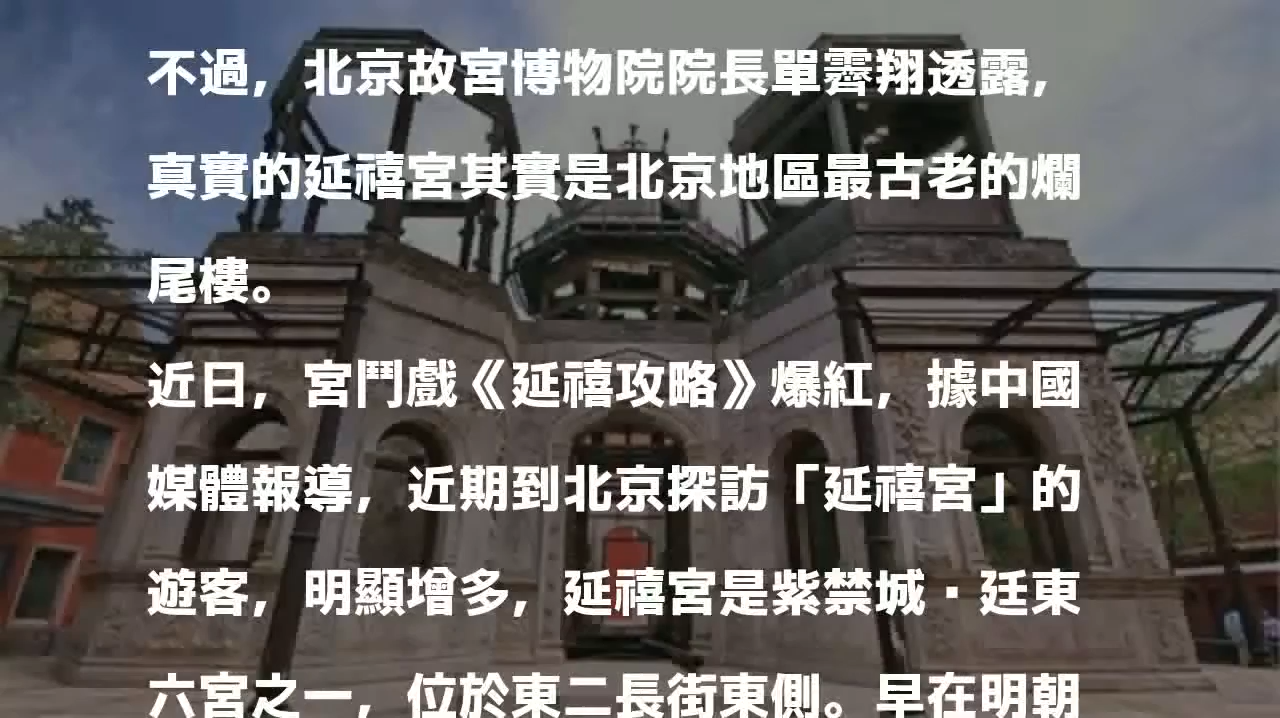 不過，北京故宮博物院院長單霽翔透露，
真實的延禧宮其實是北京地區最古老的爛
尾樓。
近日，宮鬥戲《延禧攻略》爆紅，據中國
媒體報導，近期到北京探訪「延禧宮」的
遊客，明顯增多，延禧宮是紫禁城·廷東
六宮之一，位於東二長街東側。早在明朝